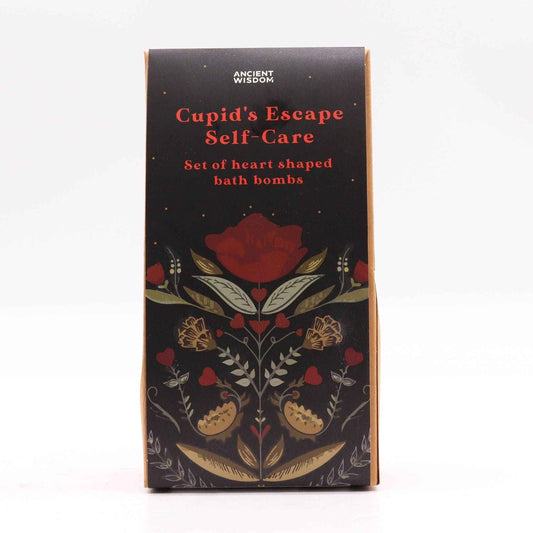 ANCIENT
WISDOM
Cupid's Escape
Self-Care
Set of heart shaped
bath bombs